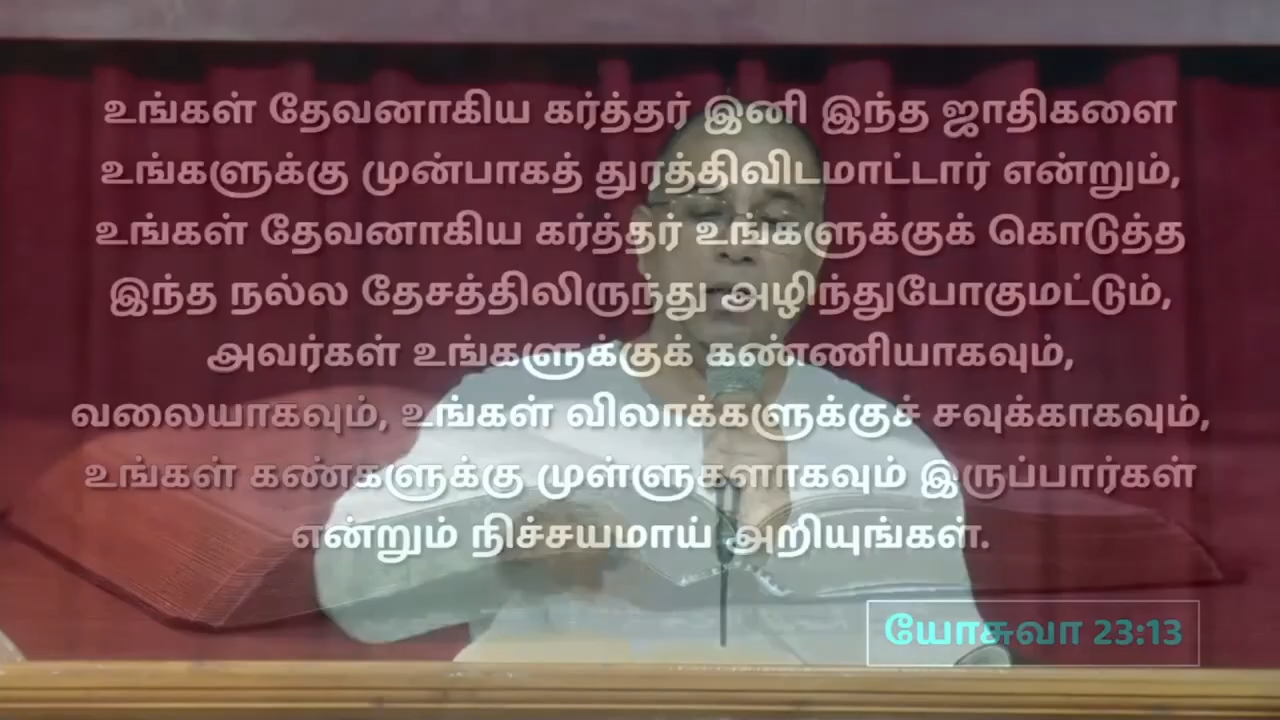 உங்கள் தேவனாகிய கர்த்தர் இனி இந்த ஜாதிகளை
உங்களுக்கு முன்பாகத் துரத்திவிடமாட்டார் என்றும்,
உங்கள் தேவனாகிய கர்த்தர் உங்களுக்குக் கொடுத்த
இந்த நல்ல தேசத்திலிருந்து அழிந்துபோகுமட்டும்,
அவர்கள் உங்களுக்குக் கண்ணியாகவும்,
வலையாகவும், உங்கள் விலாக்களுக்குச் சவுக்காகவும்,
உங்கள் கண்களுக்கு முள்ளுகளாகவும் இருப்பார்கள்
என்றும் நிச்சயமாய் அறியுங்கள்.
யோசுவா 23:13